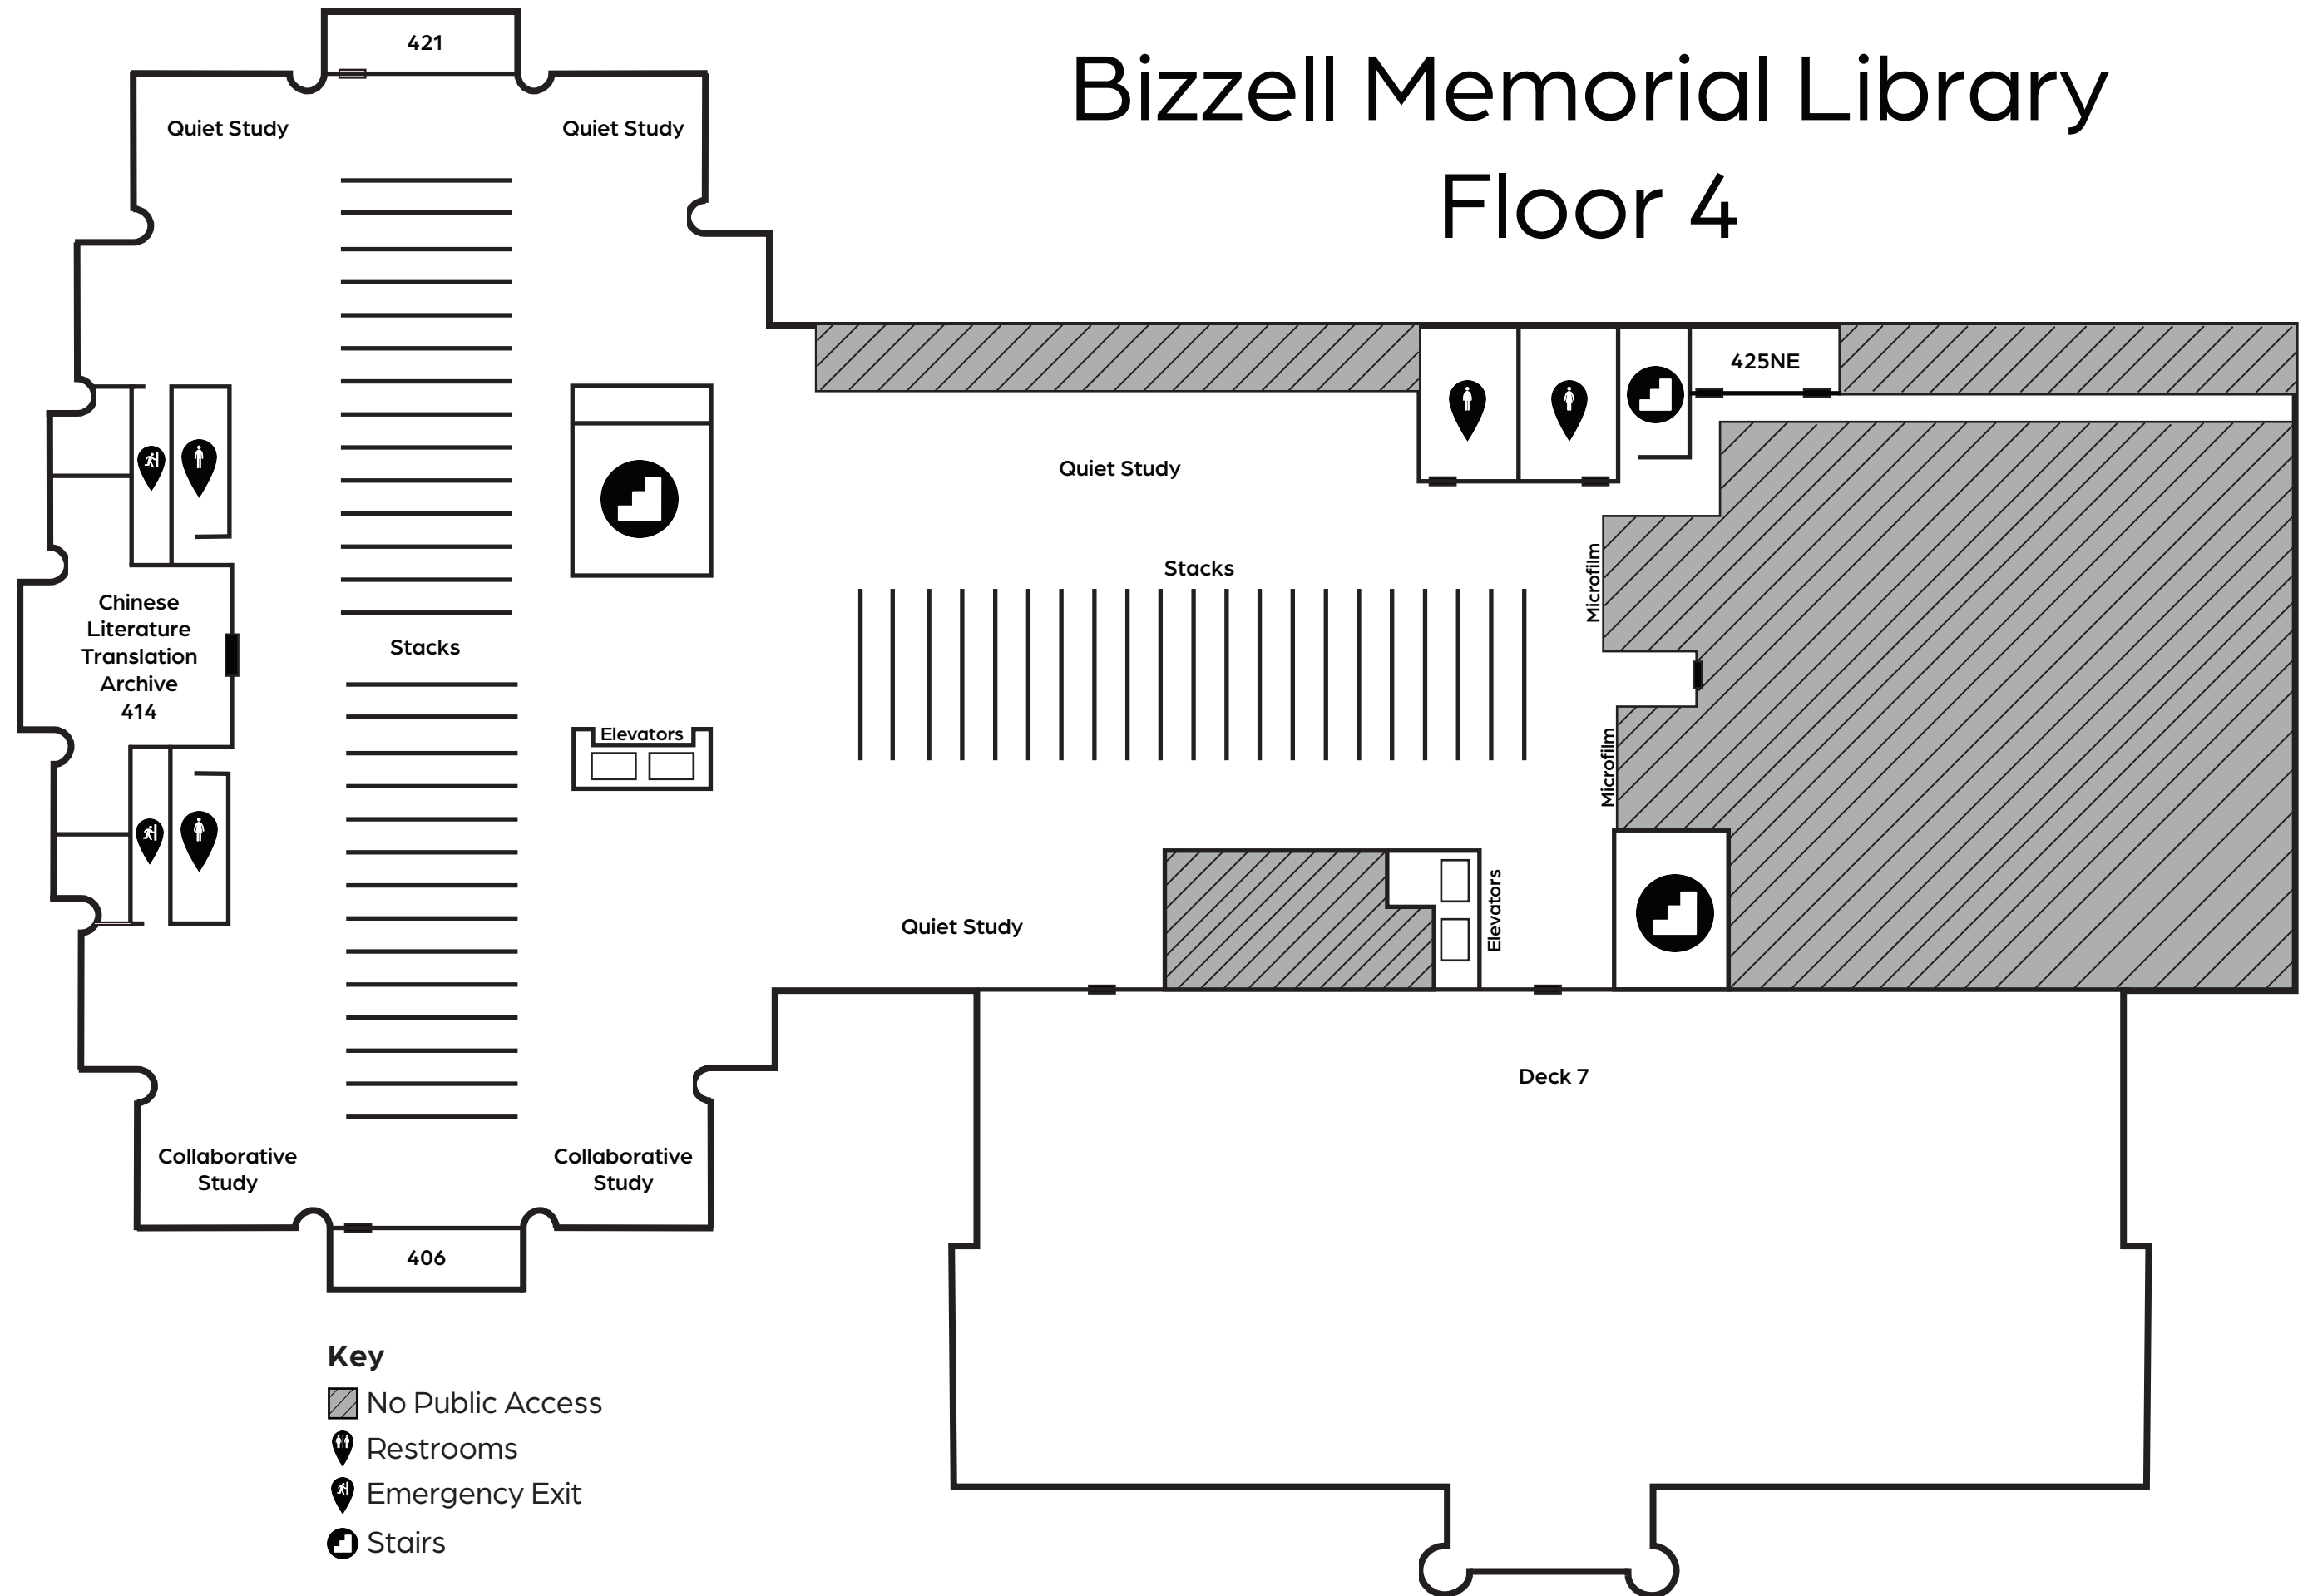 Bizzell Memorial Library
Floor 4
421
Quiet Study
Quiet Study
425NE
Quiet Study
Stacks
Microfilm
Chinese
Literature
Translation
Archive
414
Stacks
Elevators
Microfilm
Elevators
Quiet Study
Deck 7
Collaborative
Study
Collaborative
Study
406
Key
No Public Access
Restrooms
Emergency Exit
Stairs